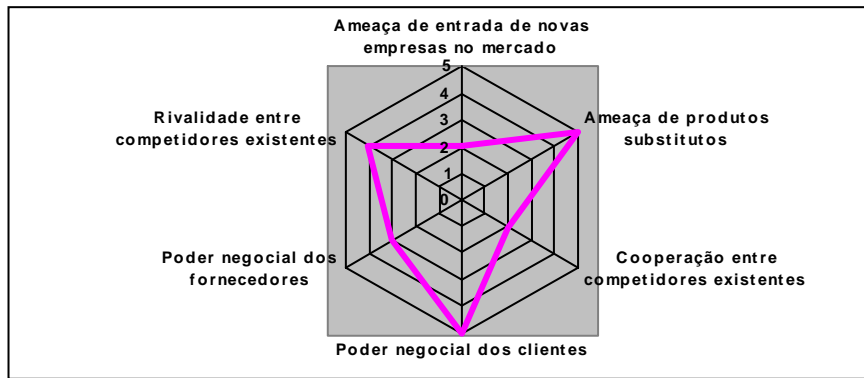 Ameaça de entrada de novas
empresas no mercado
5
4
3
2
1
0
Ameaça de produtos
substitutos
Cooperação entre
competidores existentes
Poder negocial dos clientes
Poder negocial dos
fornecedores
Rivalidade entre
competidores existentes